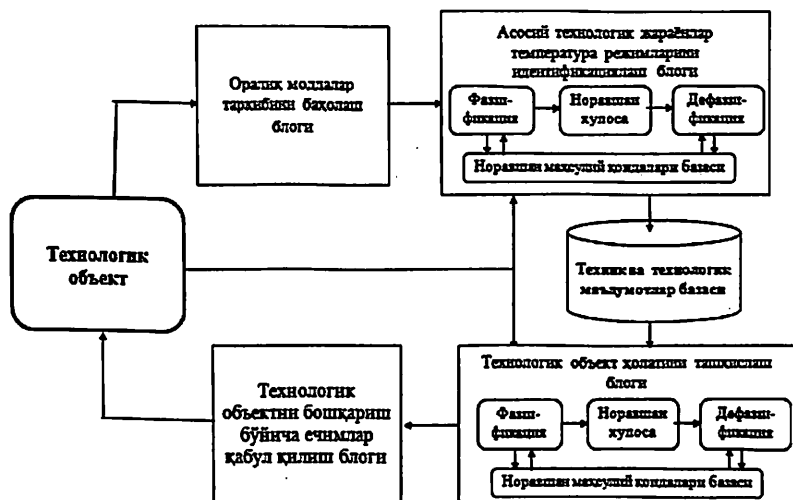 Асосий технологик жараёнлар
температура режимларини
идентификациялаш блоги
Оралиқ моддалар
таркибини баҳолаш
блоги
Фаззи-
фикация
Норавшан
хулоса
Дефаззи-
фикация
Норавшан маҳсулий қоидалари базаси
Технологик
объект
Техник ва технологик
маълумотлар базаси
Технологик объект ҳолатини ташҳислаш
блоги
Технологик
объектни бошқариш
бўйича ечимлар
қабул қилиш блоги
Фаззи-
фикация
Норавшан
хулоса
Дефаззи-
фикация
Норавшан маҳсулий қоидалари базаси